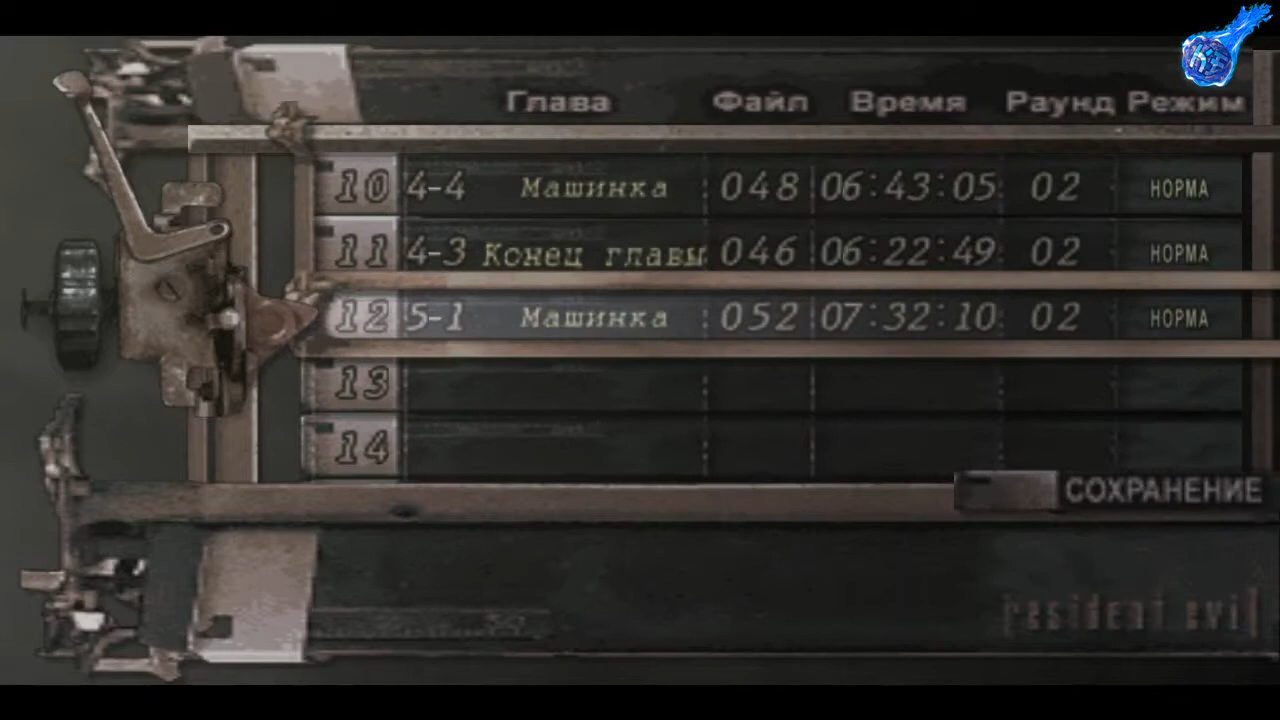 Глава Файл Время Раунд Режим
10 4-4 Машинка 048 06:43:05 02 НОРМА
11 4-3 Конец главы 046 06:22:49 02 НОРМА
12 5-1 Машинка 052 07:32:10 02 НОРМА
13
14
СОХРАНЕНИЕ
resident evil